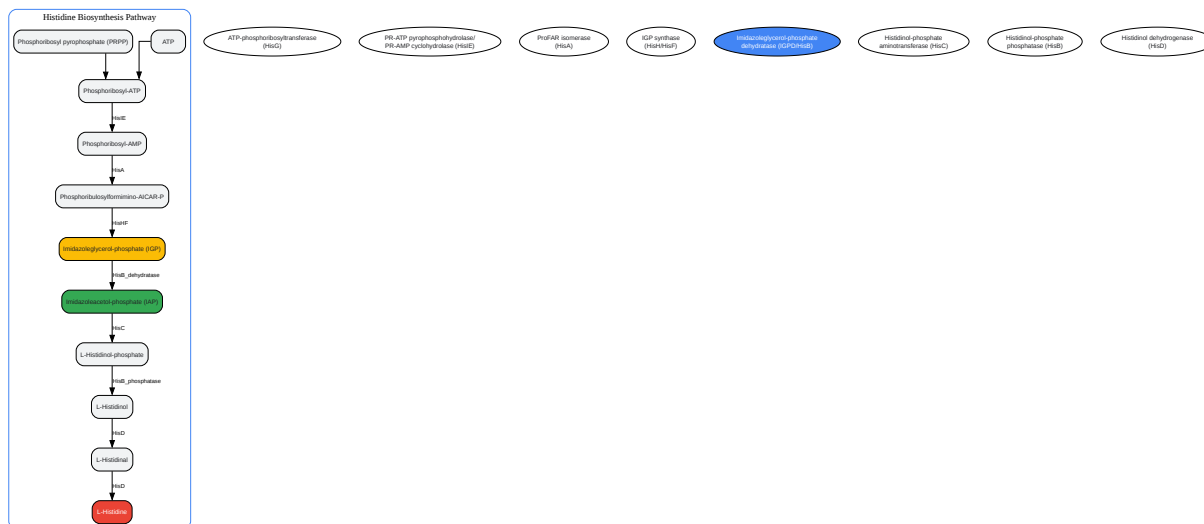 Histidine Biosynthesis Pathway
Phosphoribosyl pyrophosphate (PRPP)
ATP
Phosphoribosyl-ATP
HisIE
Phosphoribosyl-AMP
HisA
Phosphoribulosylformimino-AICAR-P
HisHF
Imidazoleglycerol-phosphate (IGP)
HisB_dehydratase
Imidazoleacetol-phosphate (IAP)
HisC
L-Histidinol-phosphate
HisB_phosphatase
L-Histidinol
HisD
L-Histidinal
HisD
L-Histidine
ATP-phosphoribosyltransferase
(HisG)
PR-ATP pyrophosphohydrolase/
PR-AMP cyclohydrolase (HisIE)
ProFAR isomerase
(HisA)
IGP synthase
(HisH/HisF)
Imidazoleglycerol-phosphate
dehydratase (IGPD/HisB)
Histidinol-phosphate
aminotransferase (HisC)
Histidinol-phosphate
phosphatase (HisB)
Histidinol dehydrogenase
(HisD)